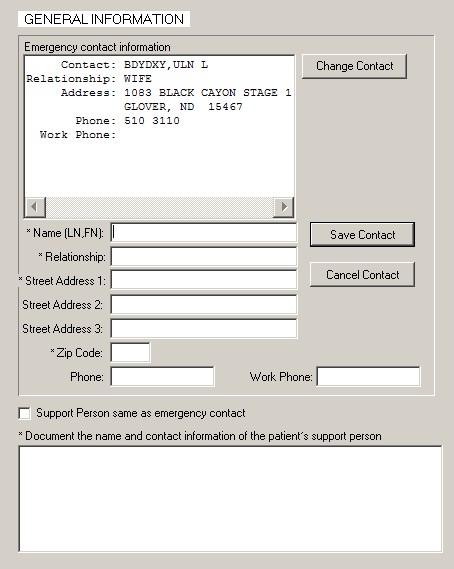 GENERAL INFORMATION
Emergency contact information
Contact: BDYDXY,ULN L
Relationship: WIFE
Address: 1083 BLACK CAYON STAGE 1
GLOVER, ND 15467
Phone: 510 3110
Work Phone:
Change Contact
* Name (LN,FN):
Save Contact
* Relationship:
* Street Address 1:
Cancel Contact
Street Address 2:
Street Address 3:
* Zip Code:
Phone: Work Phone:
Support Person same as emergency contact
* Document the name and contact information of the patient's support person